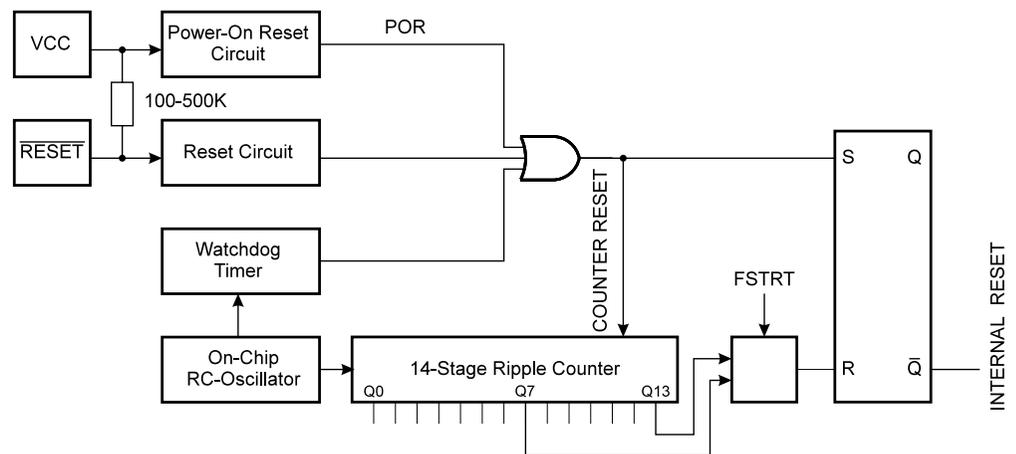 VCC
Power-On Reset
Circuit
POR
100-500K
RESET
Reset Circuit
S
Q
COUNTER RESET
Watchdog
Timer
FSTRT
INTERNAL RESET
On-Chip
RC-Oscillator
14-Stage Ripple Counter
Q0
Q7
Q13
R
Q̅